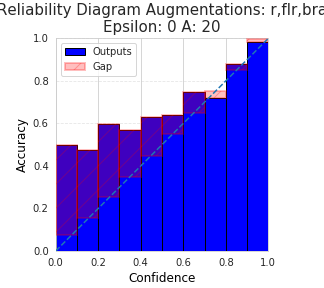 Reliability Diagram Augmentations: r,flr,bra
Epsilon: 0 A: 20
Outputs
Gap
Accuracy
1.0
0.8
0.6
0.4
0.2
0.0
0.0 0.2 0.4 0.6 0.8 1.0
Confidence